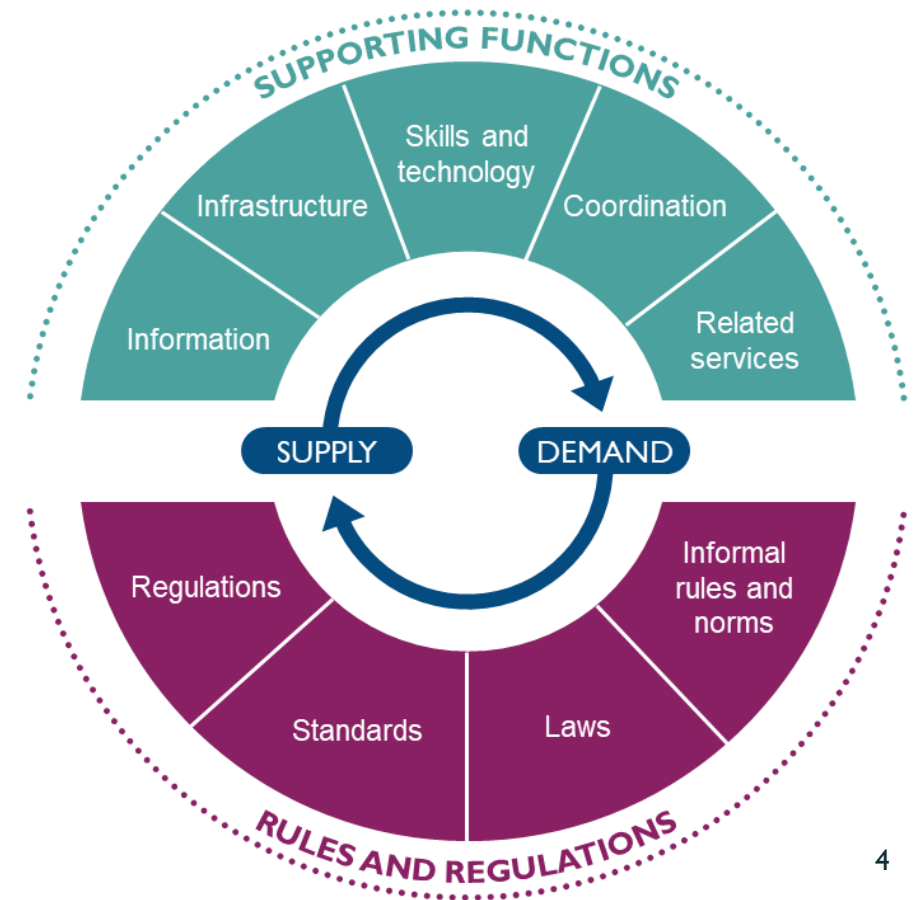 SUPPORTING FUNCTIONS
Skills and
technology
Infrastructure
Coordination
Information
Related
services
SUPPLY
DEMAND
Regulations
Informal
rules and
norms
Standards
Laws
RULES AND REGULATIONS
4